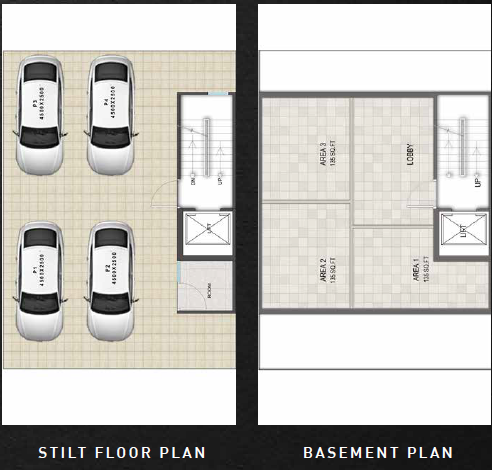 P3
4500X2500
P4
4500X2500
DN
UP
LIFT
P1
4500X2500
P2
4500X2500
ROOM
AREA 3
135 SQ.FT
LOBBY
UP
LIFT
AREA 2
135 SQ.FT
AREA 1
135 SQ.FT
STILT FLOOR PLAN
BASEMENT PLAN